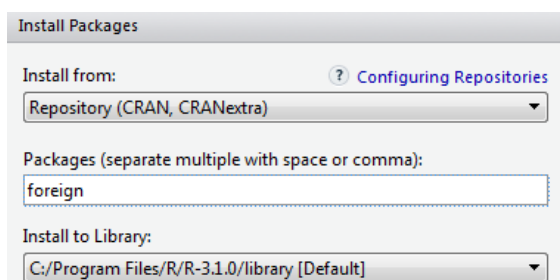 Install Packages
Install from:
? Configuring Repositories
Repository (CRAN, CRANextra)
Packages (separate multiple with space or comma):
foreign
Install to Library:
C:/Program Files/R/R-3.1.0/library [Default]